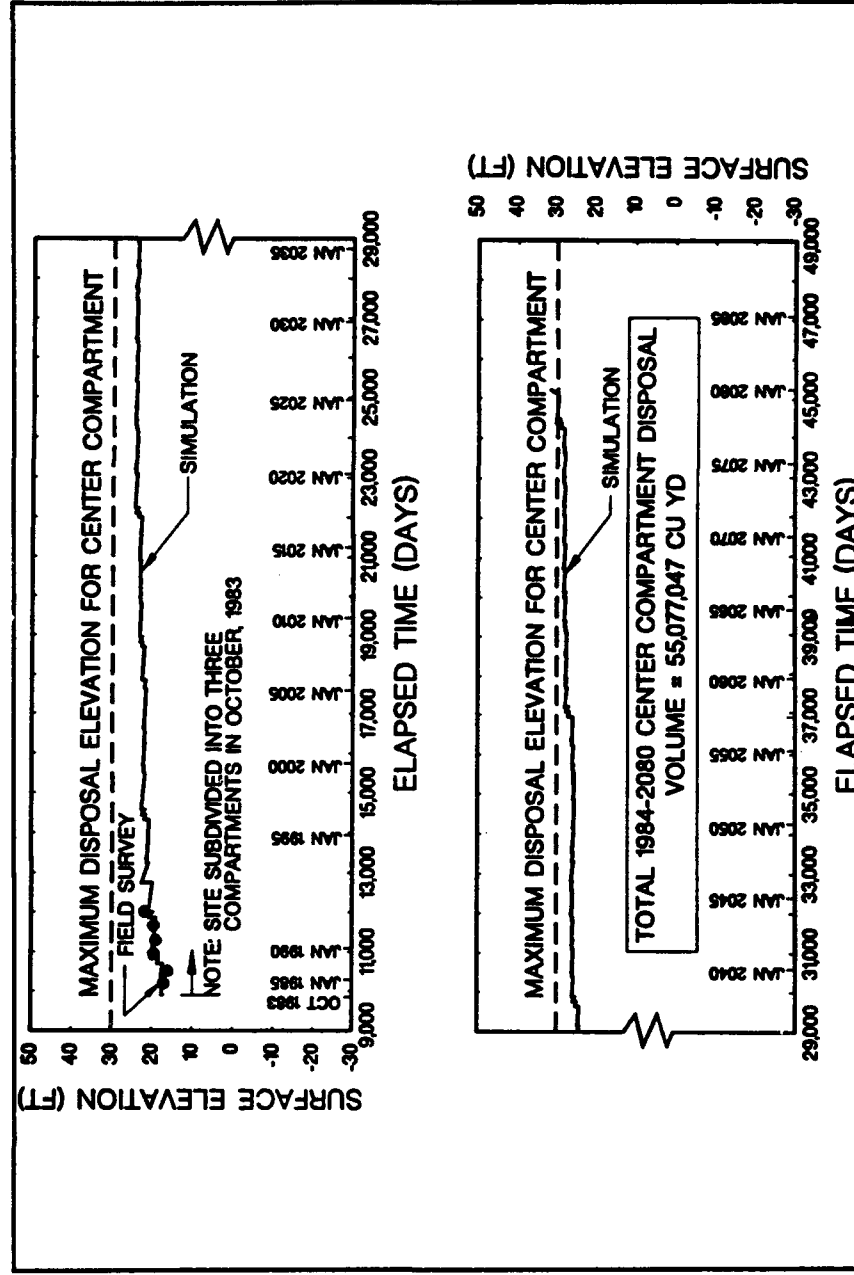 SURFACE ELEVATION (FT)
50
40
30
20
10
0
-10
-20
-30
MAXIMUM DISPOSAL ELEVATION FOR CENTER COMPARTMENT
FIELD SURVEY
SIMULATION
NOTE: SITE SUBDIVIDED INTO THREE
COMPARTMENTS IN OCTOBER, 1983
OCT 1983
JAN 1985
JAN 1990
JAN 1995
JAN 2000
JAN 2005
JAN 2010
JAN 2015
JAN 2020
JAN 2025
JAN 2030
JAN 2035
9,000
11,000
13,000
15,000
17,000
19,000
21,000
23,000
25,000
27,000
29,000
ELAPSED TIME (DAYS)
MAXIMUM DISPOSAL ELEVATION FOR CENTER COMPARTMENT
SIMULATION
TOTAL 1984-2080 CENTER COMPARTMENT DISPOSAL
VOLUME = 55,077,047 CU YD
JAN 2040
JAN 2045
JAN 2050
JAN 2055
JAN 2060
JAN 2065
JAN 2070
JAN 2075
JAN 2080
JAN 2085
29,000
31,000
33,000
35,000
37,000
39,009
41,000
43,000
45,000
47,000
49,000
ELAPSED TIME (DAYS)
SURFACE ELEVATION (FT)
50
40
30
20
10
0
-10
-20
-30